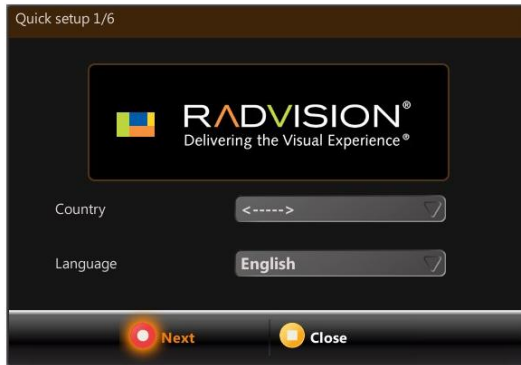 Quick setup 1/6
RADVISION®
Delivering the Visual Experience®
Country <----->
Language English
Next Close